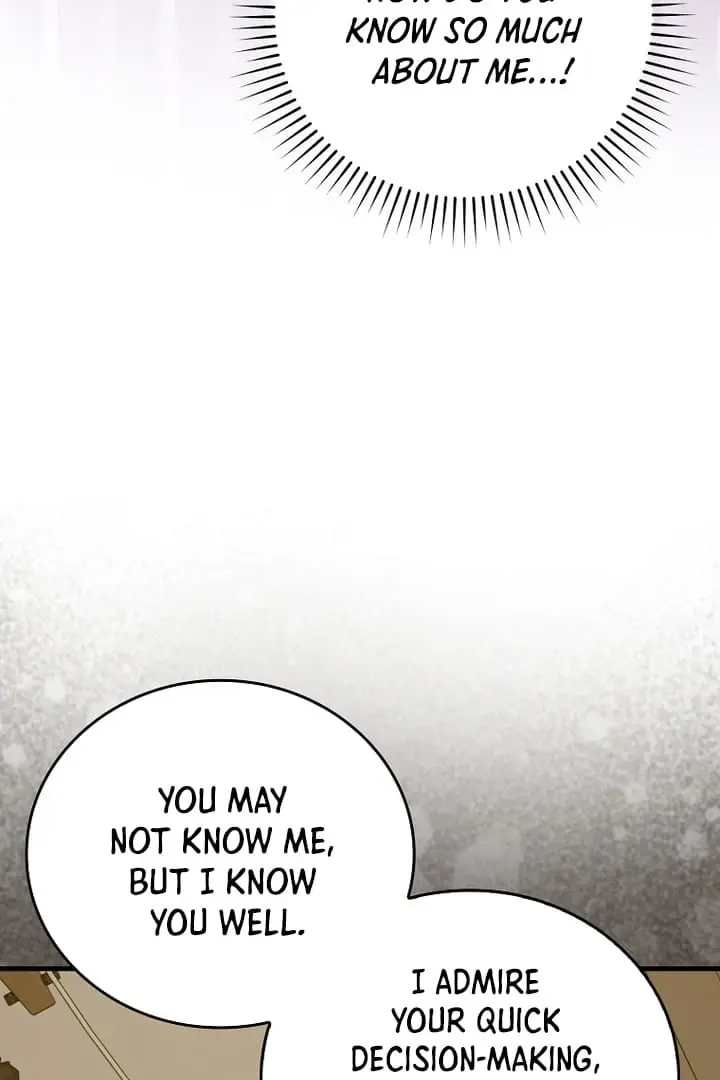 KNOW SO MUCH
ABOUT ME...!
YOU MAY
NOT KNOW ME,
BUT I KNOW
YOU WELL.
I ADMIRE
YOUR QUICK
DECISION-MAKING,